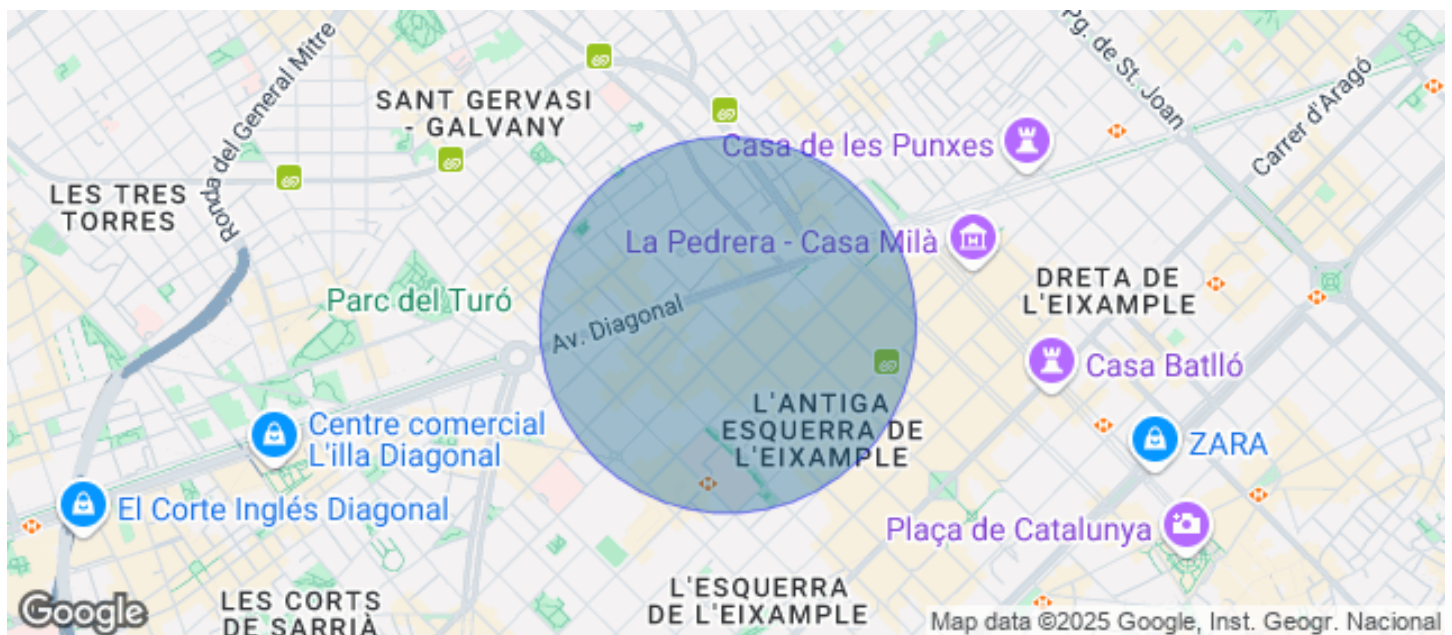 Ronda del General Mitre
SANT GERVASI
- GALVANY
LES TRES
TORRES
Pg. de St. Joan
Carrer d'Aragó
Casa de les Punxes
La Pedrera - Casa Milà
DRETA DE
L'EIXAMPLE
Parc del Turó
Av. Diagonal
Casa Batlló
L'ANTIGA
ESQUERRA DE
L'EIXAMPLE
Centre comercial
L'illa Diagonal
ZARA
El Corte Inglés Diagonal
Plaça de Catalunya
L'ESQUERRA
DE L'EIXAMPLE
LES CORTS
DE SARRIÀ
Google
Map data ©2025 Google, Inst. Geogr. Nacional